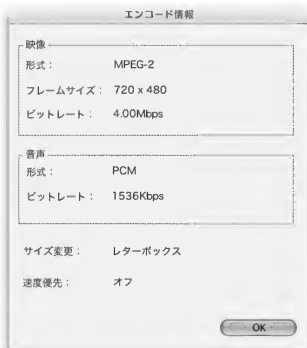 エンコード情報
映像
形式： MPEG-2
フレームサイズ： 720 x 480
ビットレート： 4.00Mbps
音声
形式： PCM
ビットレート： 1536Kbps
サイズ変更： レターボックス
速度優先： オフ
OK